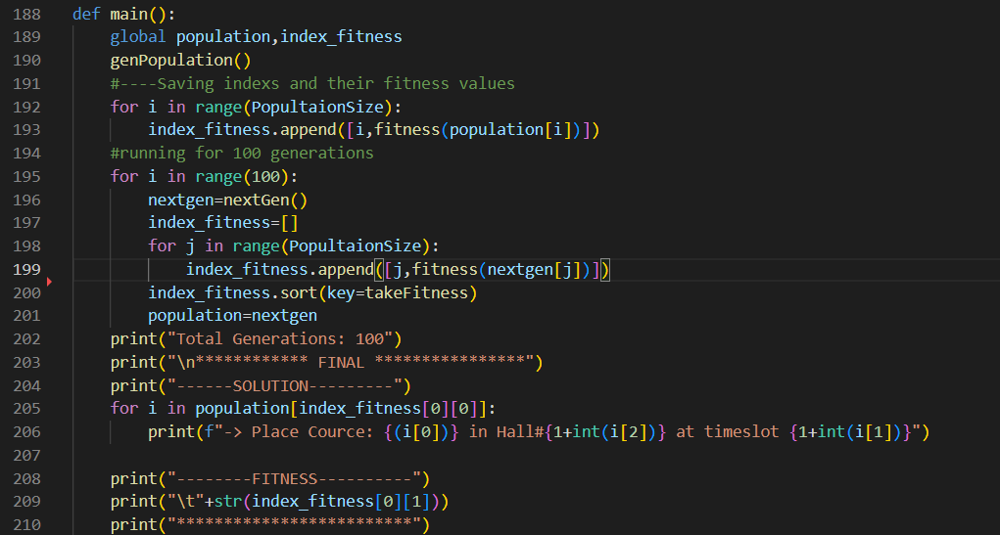 188 def main():
189     global population,index_fitness
190     genPopulation()
191     #----Saving indexs and their fitness values
192     for i in range(PopultaionSize):
193         index_fitness.append([i,fitness(population[i])])
194     #running for 100 generations
195     for i in range(100):
196         nextgen=nextGen()
197         index_fitness=[]
198         for j in range(PopultaionSize):
199             index_fitness.append([j,fitness(nextgen[j])])
200         index_fitness.sort(key=takeFitness)
201         population=nextgen
202     print("Total Generations: 100")
203     print("\n************ FINAL ****************")
204     print("------SOLUTION---------")
205     for i in population[index_fitness[0][0]]:
206         print(f"-> Place Cource: {(i[0])} in Hall#{1+int(i[2])} at timeslot {1+int(i[1])}")
207
208     print("--------FITNESS----------")
209     print("\t"+str(index_fitness[0][1]))
210     print("*************************")